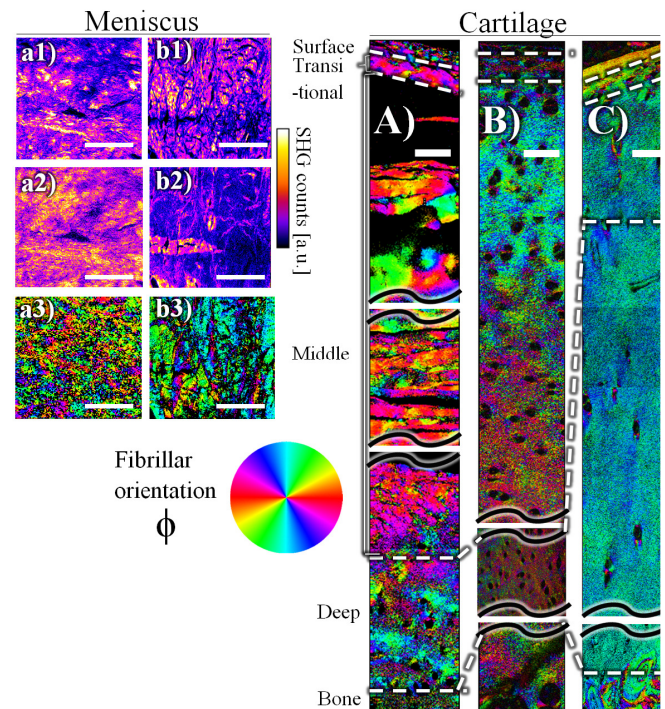 Meniscus
Cartilage
a1)
b1)
a2)
b2)
a3)
b3)
SHG counts [a.u.]
Fibrillar
orientation
ϕ
Surface
Transi
-tional
Middle
Deep
Bone
A)
B)
C)